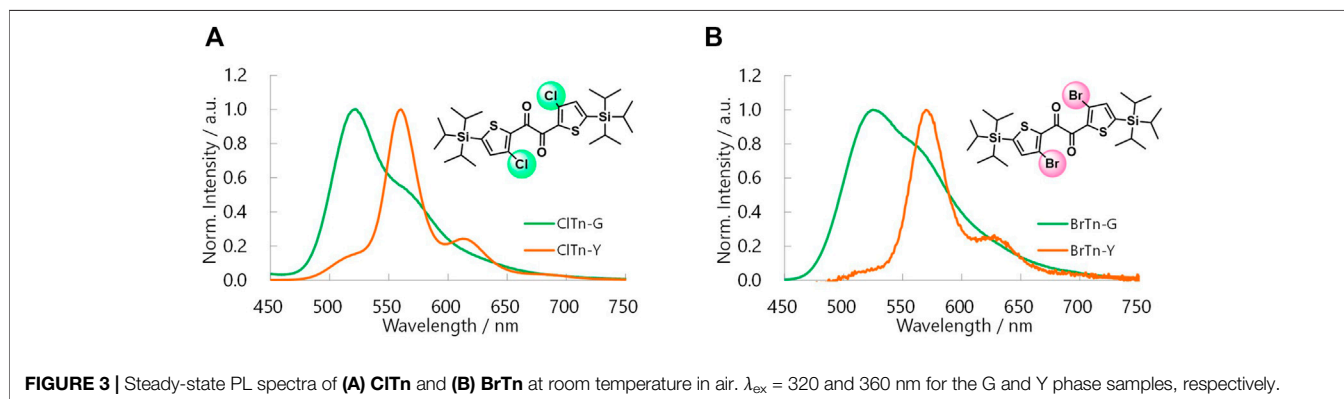 A
B
1.2
1.0
0.8
0.6
0.4
0.2
0.0
Norm. Intensity / a.u.
450 500 550 600 650 700 750
Wavelength / nm
ClTn-G
ClTn-Y
Cl
S
O
O
S
Si
Si
Cl
1.2
1.0
0.8
0.6
0.4
0.2
0.0
Norm. Intensity / a.u.
450 500 550 600 650 700 750
Wavelength / nm
BrTn-G
BrTn-Y
Br
S
O
O
S
Si
Si
Br
FIGURE 3 | Steady-state PL spectra of (A) ClTn and (B) BrTn at room temperature in air. λex = 320 and 360 nm for the G and Y phase samples, respectively.